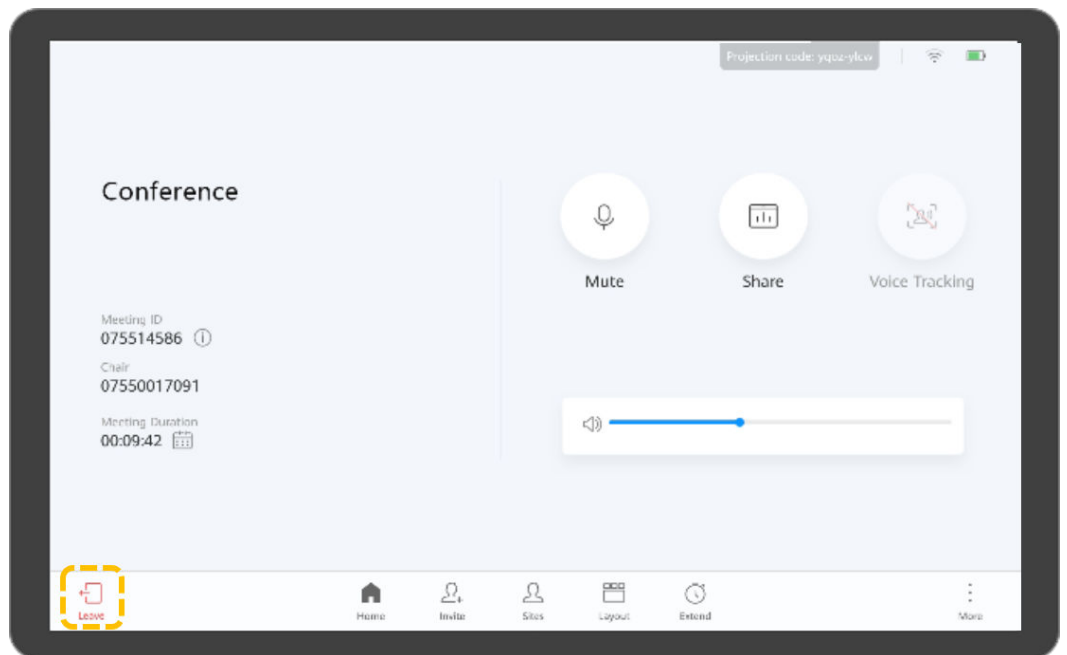 Projection code: yqoz-ylcw
Conference
Mute
Share
Voice Tracking
Meeting ID
075514586
Chair
07550017091
Meeting Duration
00:09:42
Leave
Home
Invite
Sites
Layout
Extend
More